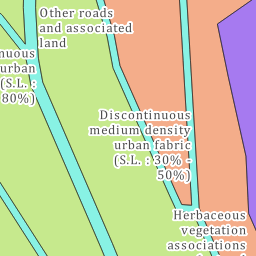 Other roads
and associated
land
nuous
urban
(S.L. :
80%)
Discontinuous
medium density
urban fabric
(S.L. : 30% -
50%)
Herbaceous
vegetation
associations